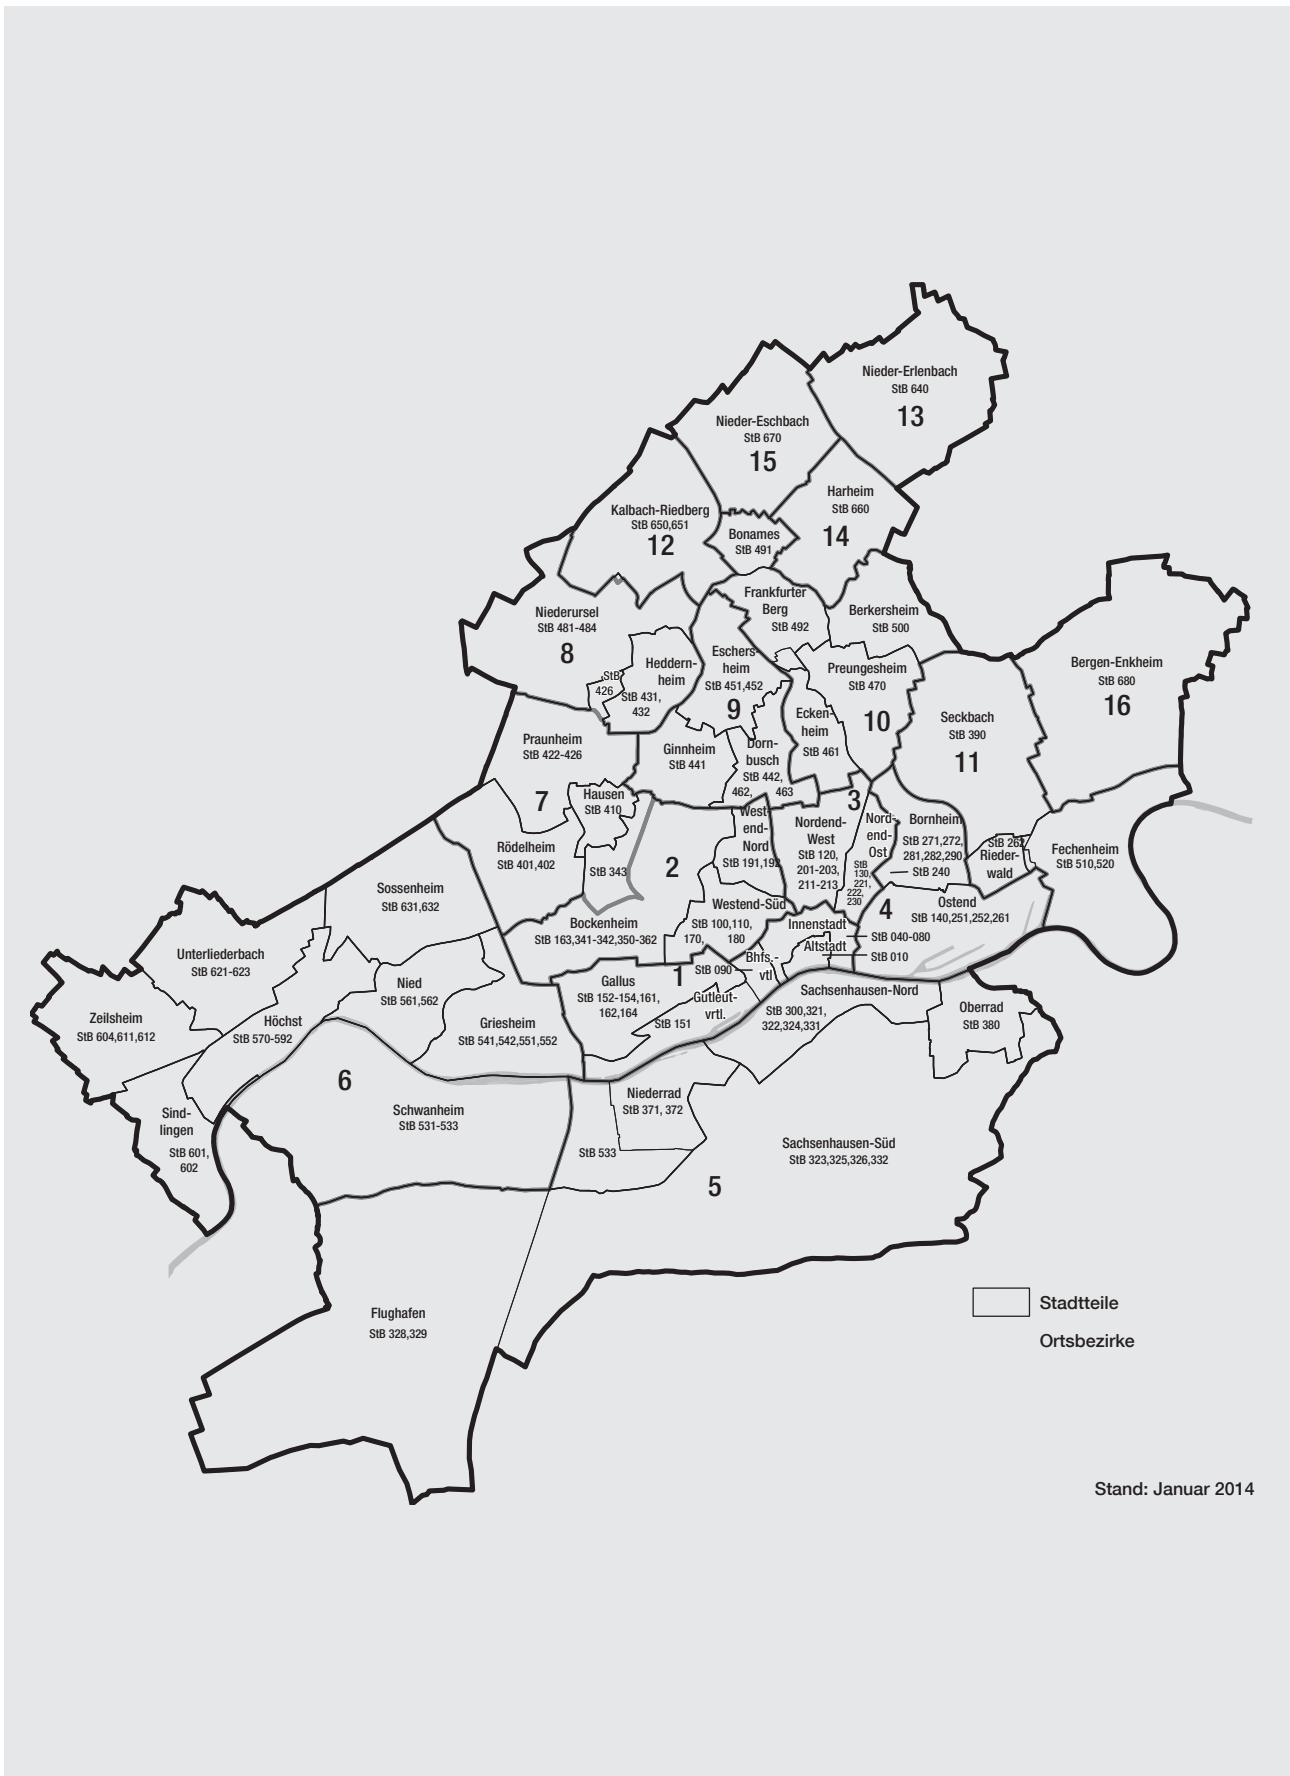 Nieder-Erlenbach
StB 640
13
Nieder-Eschbach
StB 670
15
Harheim
StB 660
14
Kalbach-Riedberg
StB 650,651
12
Bonames
StB 491
Frankfurter
Berg
StB 492
Berkersheim
StB 500
Niederursel
StB 481-484
8
StB
426
Heddern-
heim
StB 431,
432
Eschers-
heim
StB 451,452
9
Preungesheim
StB 470
10
Ecken-
heim
StB 461
Seckbach
StB 390
11
Bergen-Enkheim
StB 680
16
Praunheim
StB 422-426
7
Ginnheim
StB 441
Dorn-
busch
StB 442,
462,
463
Hausen
StB 410
Rödelheim
StB 401,402
StB 343
2
West-
end-
Nord
StB 191,192
Nordend-
West
StB 120,
201-203,
211-213
3
Nord-
end-
Ost
StB
130,
221,
222,
230
Bornheim
StB 271,272,
281,282,290
StB 240
StB 262
Rieder-
wald
Fechenheim
StB 510,520
Sossenheim
StB 631,632
Bockenheim
StB 163,341-342,350-362
Westend-Süd
StB 100,110,
170,
180
Innenstadt
StB 040-080
Altstadt
StB 010
4
Ostend
StB 140,251,252,261
Unterliederbach
StB 621-623
Nied
StB 561,562
Gallus
StB 152-154,161,
162,164
1
StB 090
Bhfs.-
vtl
Gutleut-
vrtl.
StB 151
Sachsenhausen-Nord
StB 300,321,
322,324,331
Oberrad
StB 380
Zeilsheim
StB 604,611,612
Höchst
StB 570-592
Griesheim
StB 541,542,551,552
6
Sind-
lingen
StB 601,
602
Schwanheim
StB 531-533
Niederrad
StB 371, 372
StB 533
Sachsenhausen-Süd
StB 323,325,326,332
5
Flughafen
StB 328,329
Stadtteile
Ortsbezirke
Stand: Januar 2014